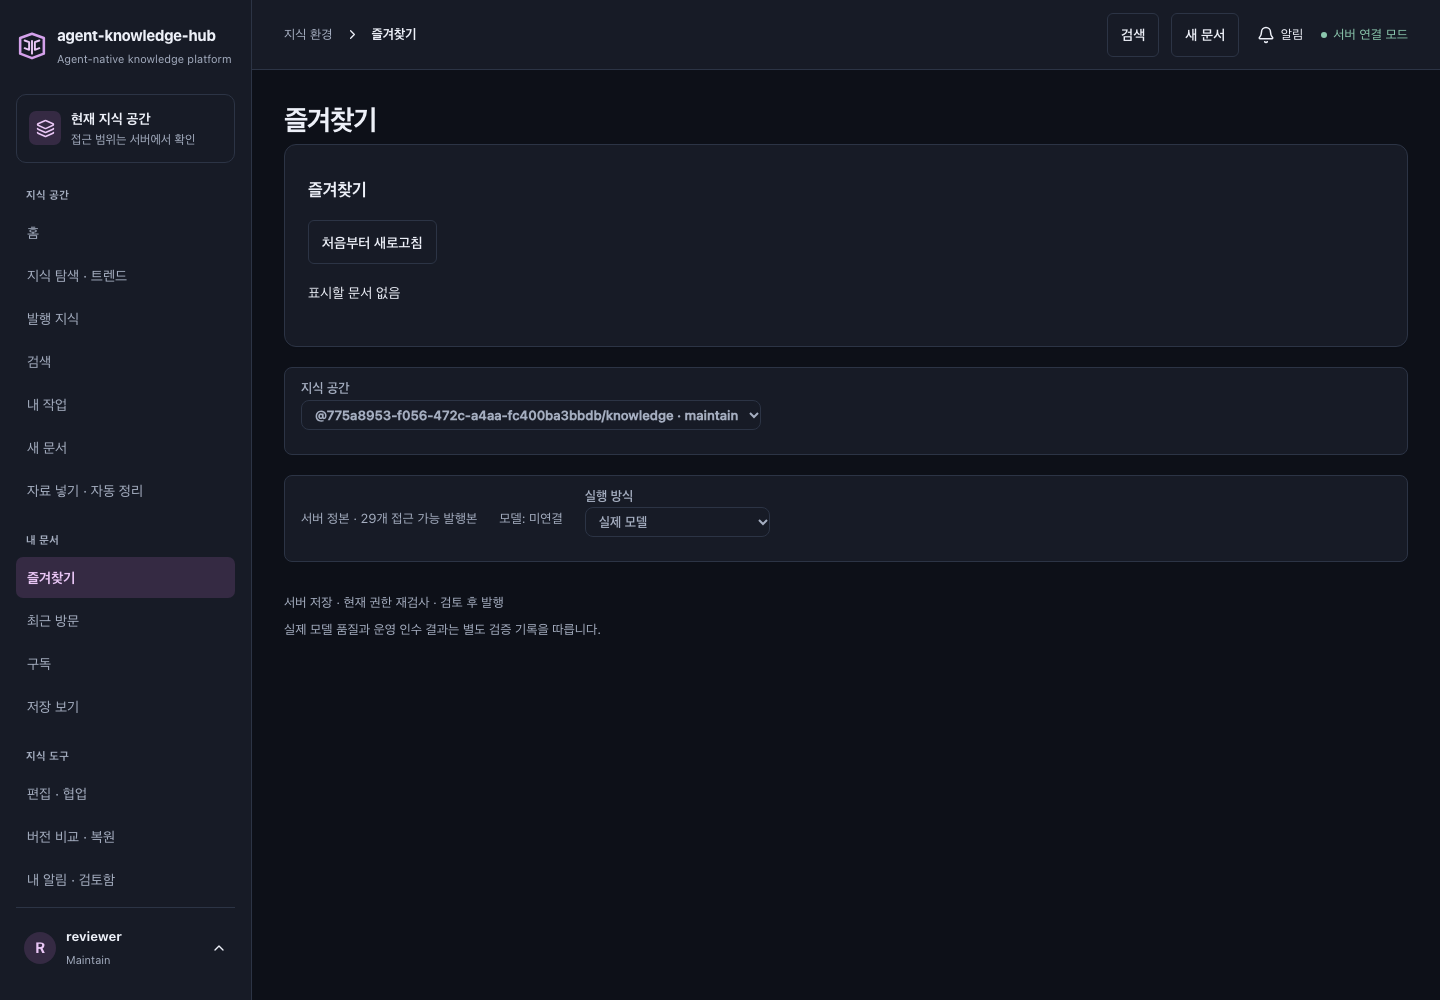 agent-knowledge-hub
Agent-native knowledge platform
현재 지식 공간
접근 범위는 서버에서 확인
지식 공간
홈
지식 탐색 · 트렌드
발행 지식
검색
내 작업
새 문서
자료 넣기 · 자동 정리
내 문서
즐겨찾기
최근 방문
구독
저장 보기
지식 도구
편집 · 협업
버전 비교 · 복원
내 알림 · 검토함
R
reviewer
Maintain
지식 환경
즐겨찾기
검색
새 문서
알림
서버 연결 모드
즐겨찾기
즐겨찾기
처음부터 새로고침
표시할 문서 없음
지식 공간
@775a8953-f056-472c-a4aa-fc400ba3bbdb/knowledge · maintain
실행 방식
서버 정본 · 29개 접근 가능 발행본
모델: 미연결
실제 모델
서버 저장 · 현재 권한 재검사 · 검토 후 발행
실제 모델 품질과 운영 인수 결과는 별도 검증 기록을 따릅니다.